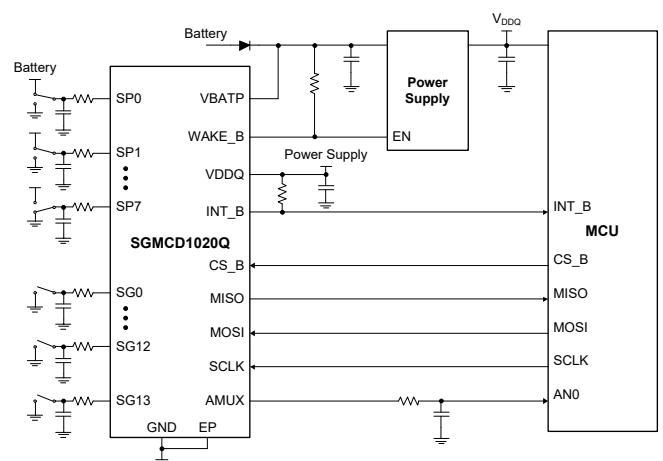 Battery
Battery
SP0
SP1
SP7
SG0
SG12
SG13
SGMCD1020Q
VBATP
WAKE_B
VDDQ
INT_B
CS_B
MISO
MOSI
SCLK
AMUX
GND EP
Power Supply
Power
Supply
EN
VDDQ
MCU
INT_B
CS_B
MISO
MOSI
SCLK
AN0